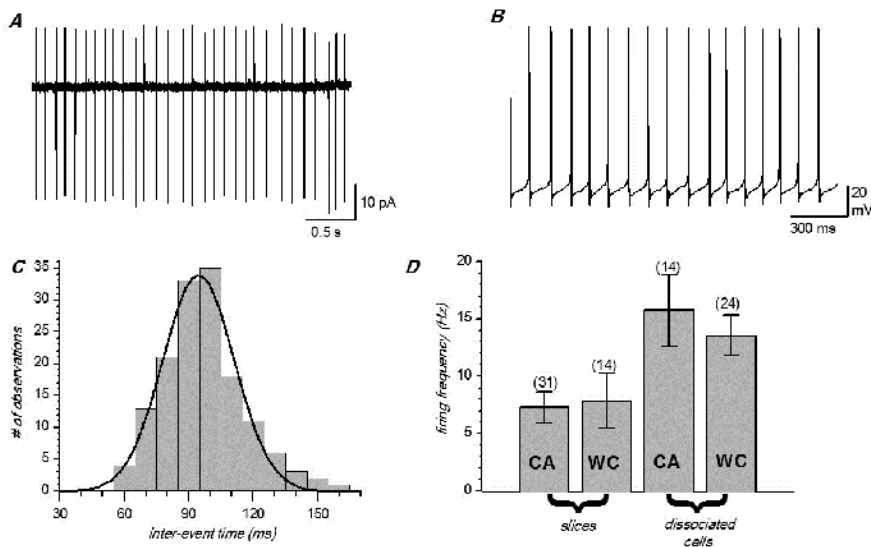 A
10 pA
0.5 s
B
20
mV
300 ms
C
35
30
25
20
15
10
5
0
# of observations
30 60 90 120 150
inter-event time (ms)
D
20
15
10
5
0
firing frequency (Hz)
(31)
(14)
(14)
(24)
CA WC CA WC
slices
dissociated
cells